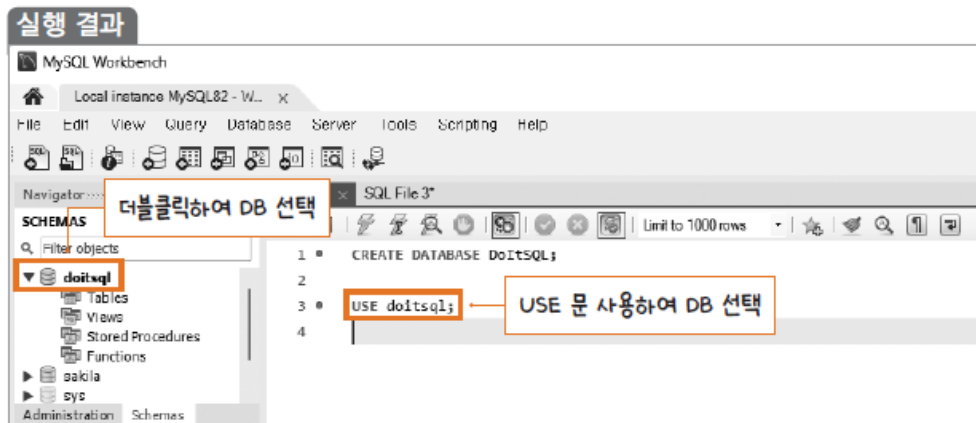 실행 결과
MySQL Workbench
Local instance MySQL82 - W... ×
File Edit View Query Database Server Tools Scripting Help
Navigator
더블클릭하여 DB 선택
SQL File 3*
SCHEMAS
Limit to 1000 rows
Filter objects
doitsql
Tables
Views
Stored Procedures
Functions
sakila
sys
1 CREATE DATABASE DoItSQL;
2
3 USE doitsql;
USE 문 사용하여 DB 선택
4
Administration Schemas